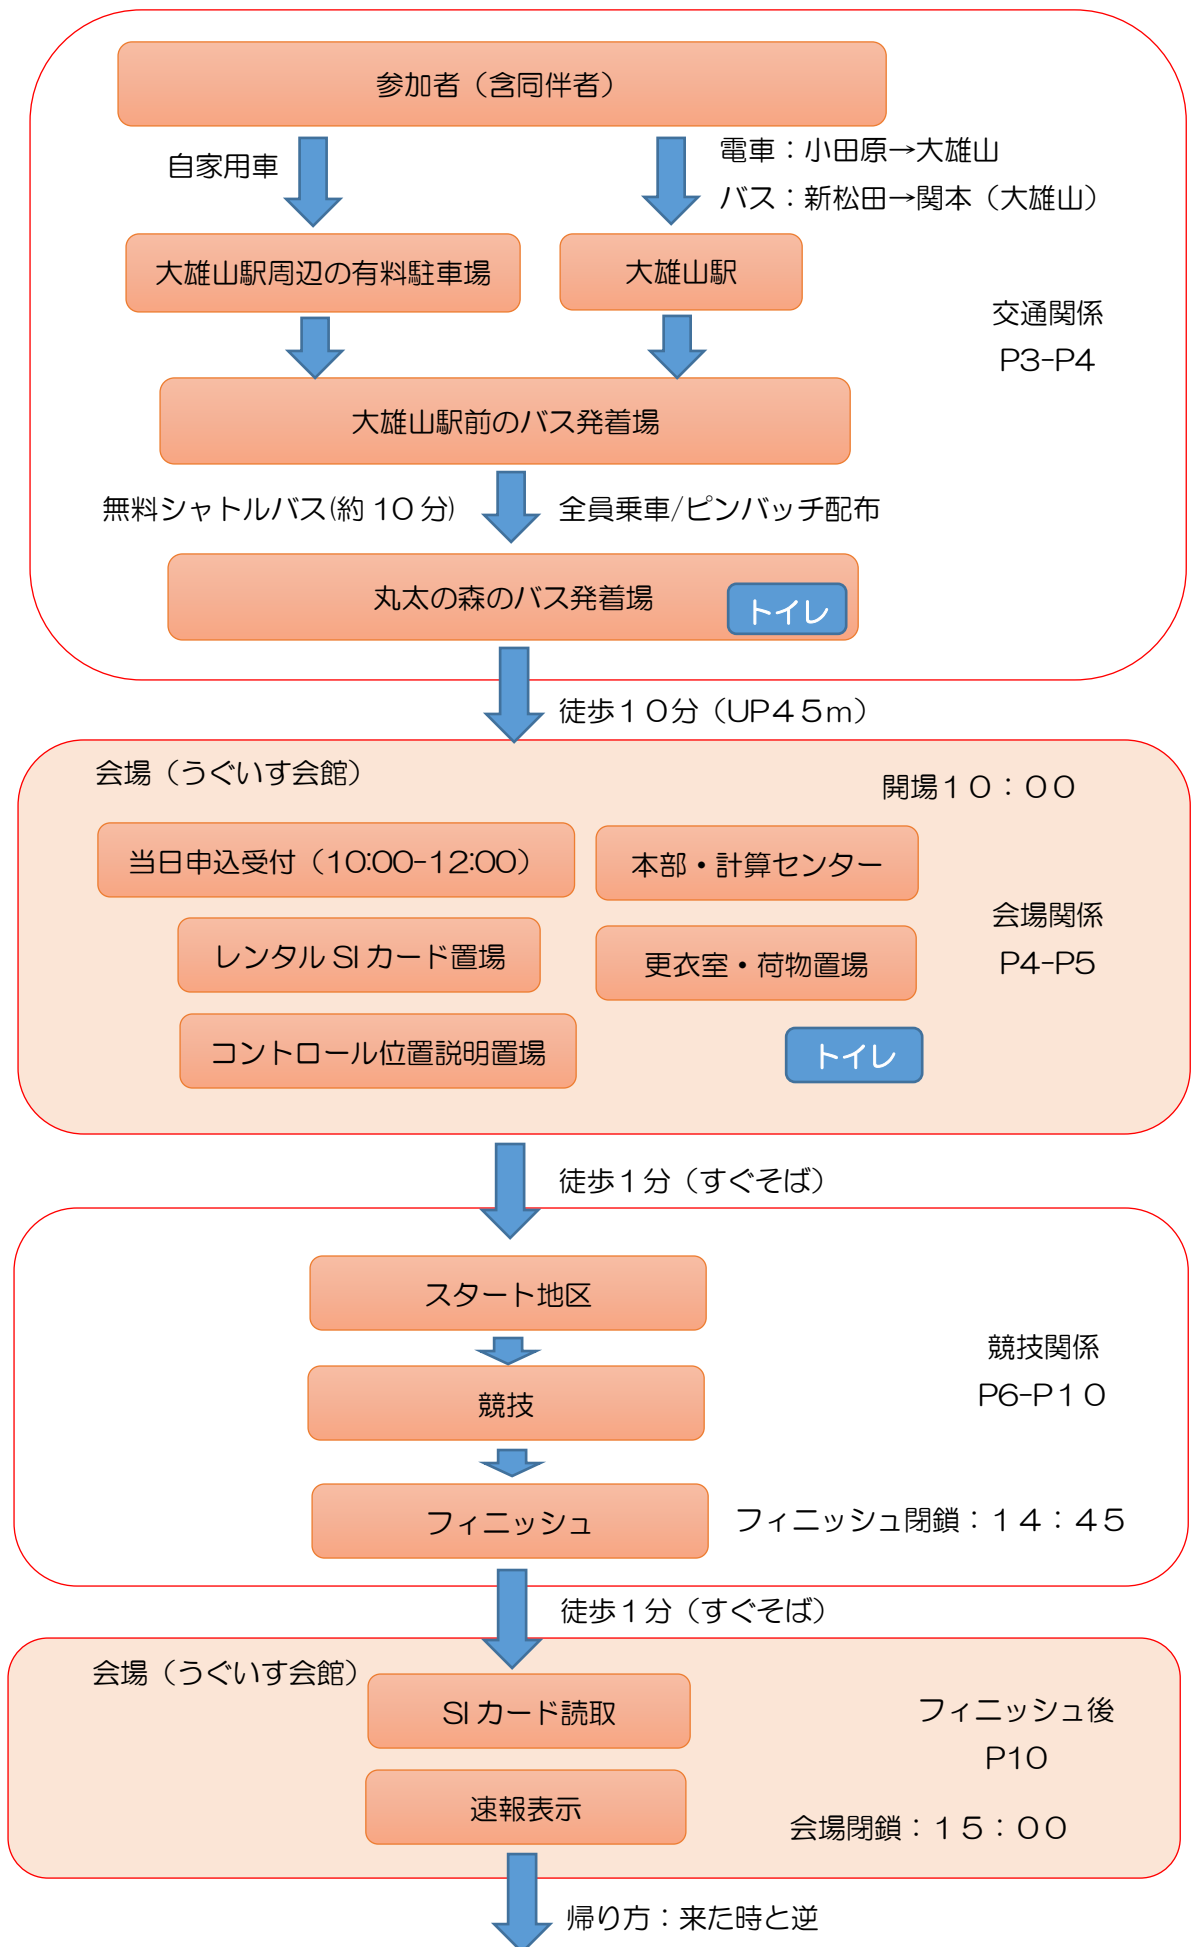 参加者（含同伴者）
自家用車
電車：小田原→大雄山
バス：新松田→関本（大雄山）
大雄山駅周辺の有料駐車場
大雄山駅
交通関係
P3-P4
大雄山駅前のバス発着場
無料シャトルバス(約 10 分)
全員乗車/ピンバッチ配布
丸太の森のバス発着場
トイレ
徒歩１０分（UP４５m）
会場（うぐいす会館）
開場１０：００
当日申込受付（10:00-12:00）
本部・計算センター
レンタル SI カード置場
更衣室・荷物置場
会場関係
P4-P5
コントロール位置説明置場
トイレ
徒歩１分（すぐそば）
スタート地区
競技関係
P6-P１０
競技
フィニッシュ
フィニッシュ閉鎖：１４：４５
徒歩１分（すぐそば）
会場（うぐいす会館）
SI カード読取
フィニッシュ後
P10
速報表示
会場閉鎖：１５：００
帰り方：来た時と逆